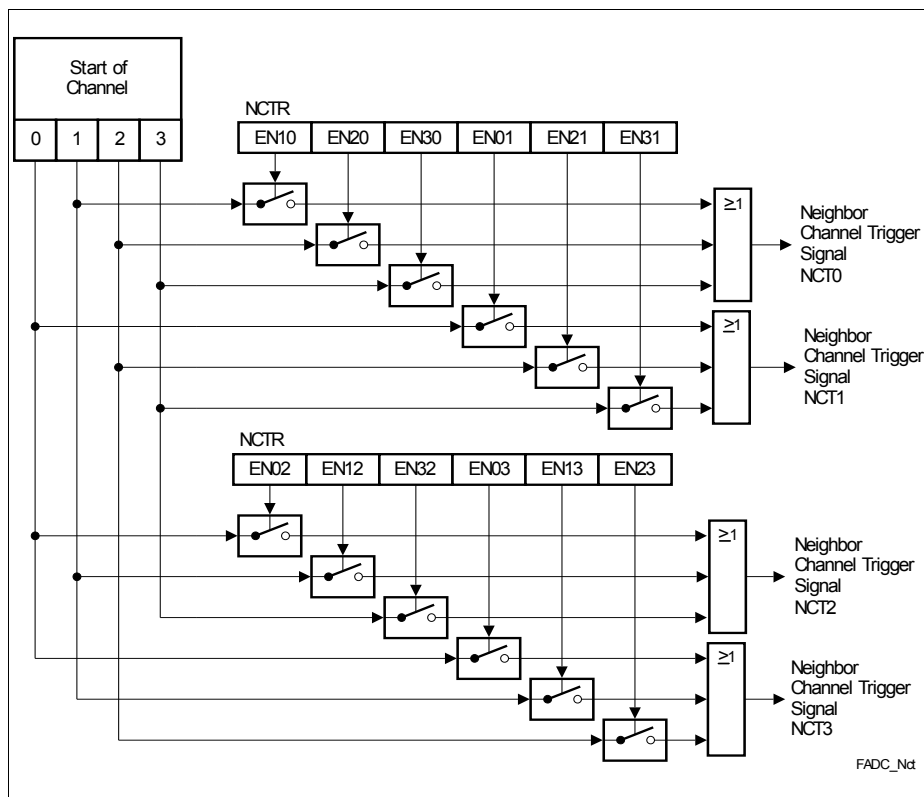 Start of
Channel
0 1 2 3
NCTR
EN10 EN20 EN30 EN01 EN21 EN31
≥1
Neighbor
Channel Trigger
Signal
NCT0
≥1
Neighbor
Channel Trigger
Signal
NCT1
NCTR
EN02 EN12 EN32 EN03 EN13 EN23
≥1
Neighbor
Channel Trigger
Signal
NCT2
≥1
Neighbor
Channel Trigger
Signal
NCT3
FADC_Nct